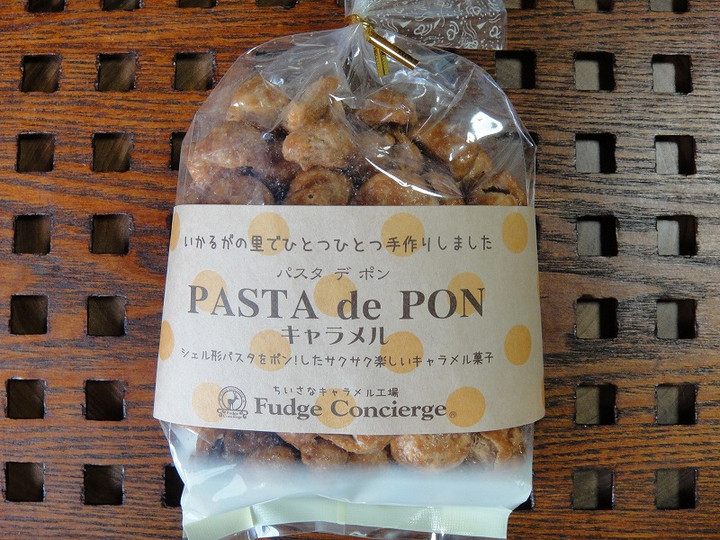 いかるがの里でひとつひとつ手作りしました
パスタ デ ポン
PASTA de PON
キャラメル
シェル形パスタをポン!したサクサク楽しいキャラメル菓子
ちいさなキャラメル工場
Fudge Concierge®